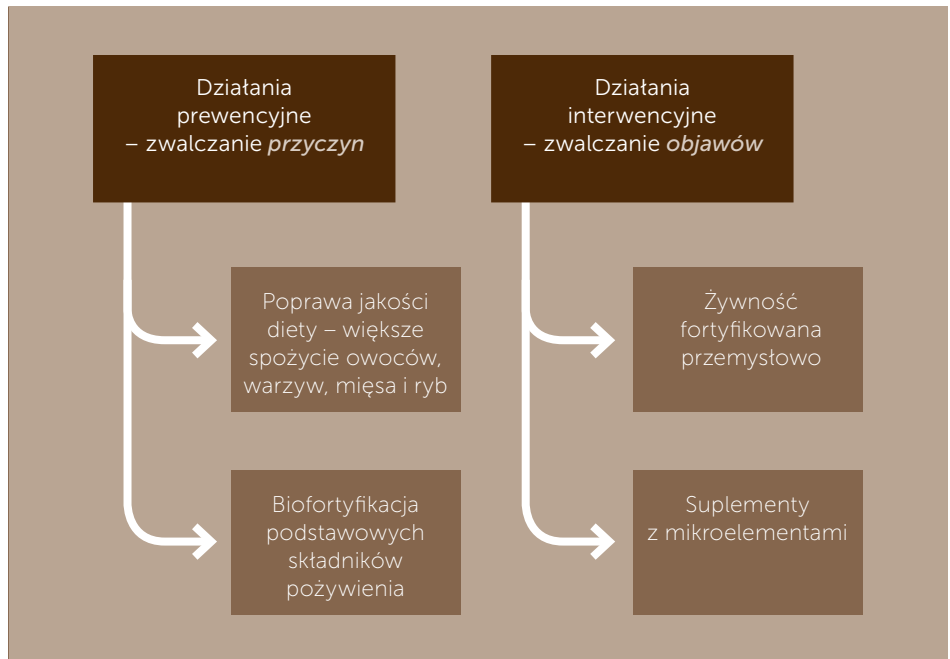 Działania
prewencyjne
– zwalczanie przyczyn
Działania
interwencyjne
– zwalczanie objawów
Poprawa jakości
diety – większe
spożycie owoców,
warzyw, mięsa i ryb
Żywność
fortyfikowana
przemysłowo
Biofortyfikacja
podstawowych
składników
pożywienia
Suplementy
z mikroelementami